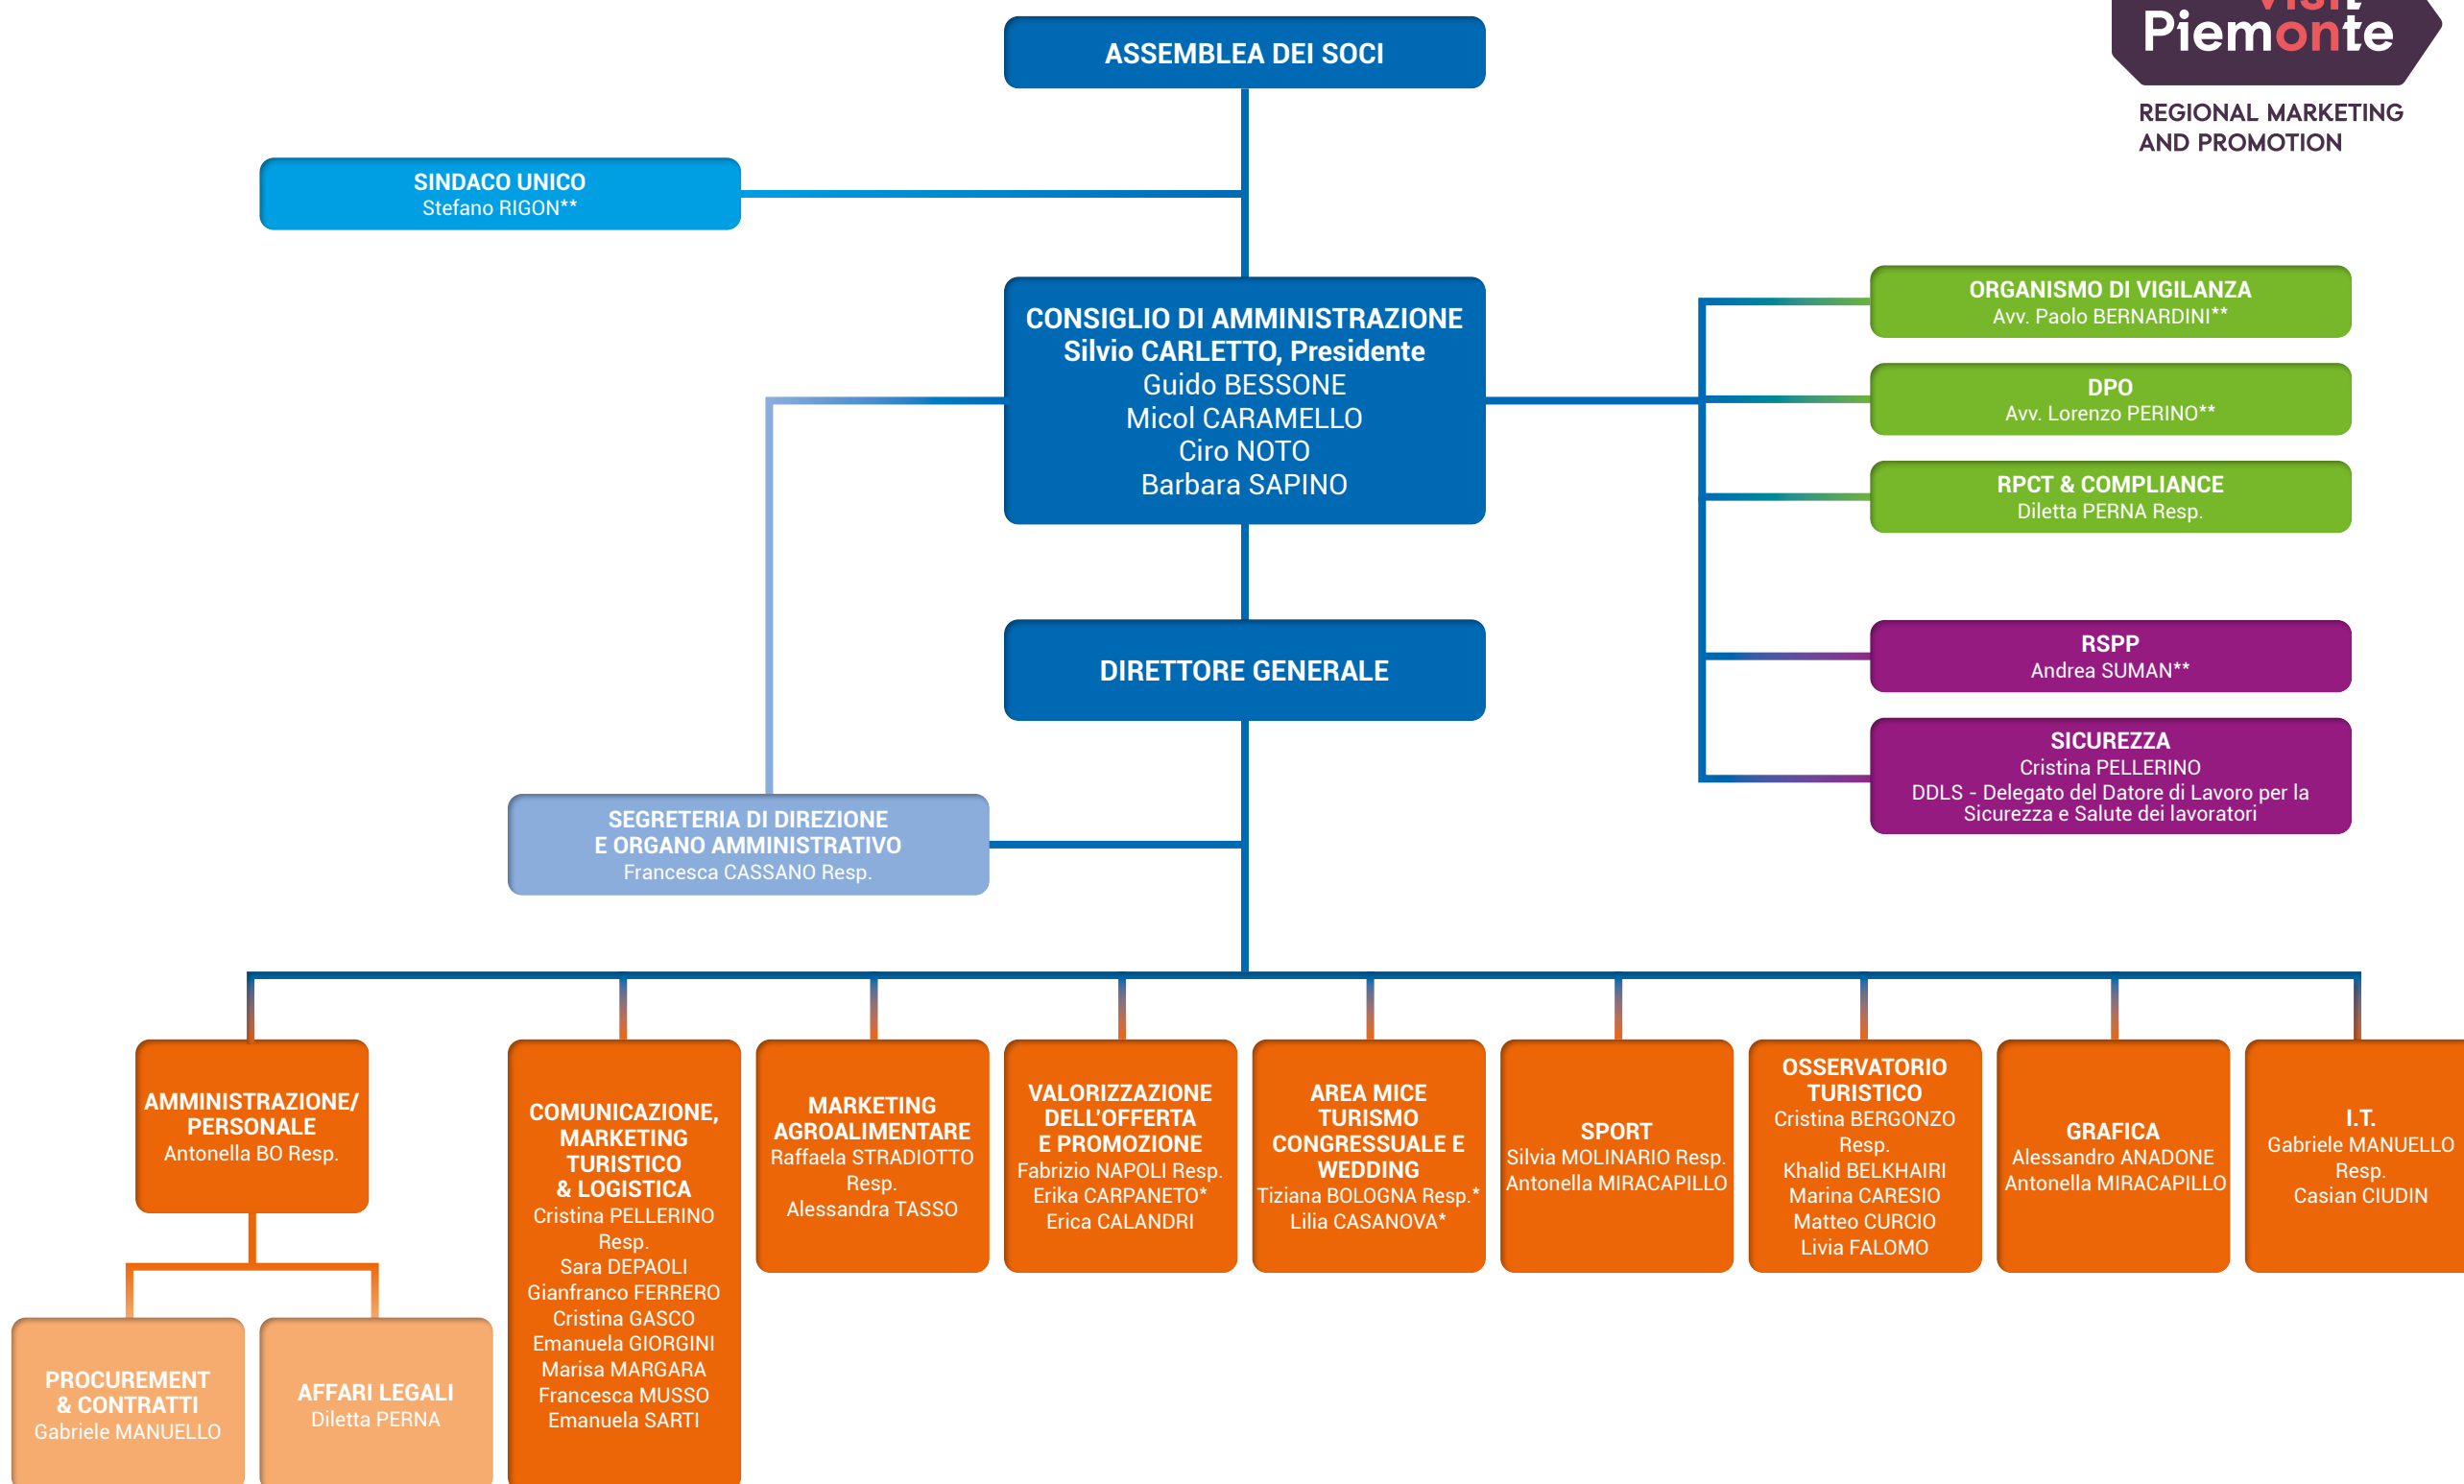 ASSEMBLEA DEI SOCI
Piemonte
REGIONAL MARKETING
AND PROMOTION
SINDACO UNICO
Stefano RIGON**
CONSIGLIO DI AMMINISTRAZIONE
Silvio CARLETTO, Presidente
Guido BESSONE
Micol CARAMELLO
Ciro NOTO
Barbara SAPINO
ORGANISMO DI VIGILANZA
Avv. Paolo BERNARDINI**
DPO
Avv. Lorenzo PERINO**
RPCT & COMPLIANCE
Diletta PERNA Resp.
DIRETTORE GENERALE
RSPP
Andrea SUMAN**
SICUREZZA
Cristina PELLERINO
DDLS - Delegato del Datore di Lavoro per la
Sicurezza e Salute dei lavoratori
SEGRETERIA DI DIREZIONE
E ORGANO AMMINISTRATIVO
Francesca CASSANO Resp.
AMMINISTRAZIONE/
PERSONALE
Antonella BO Resp.
COMUNICAZIONE,
MARKETING
TURISTICO
& LOGISTICA
Cristina PELLERINO
Resp.
Sara DEPAOLI
Gianfranco FERRERO
Cristina GASCO
Emanuela GIORGINI
Marisa MARGARA
Francesca MUSSO
Emanuela SARTI
MARKETING
AGROALIMENTARE
Raffaela STRADIOTTO
Resp.
Alessandra TASSO
VALORIZZAZIONE
DELL'OFFERTA
E PROMOZIONE
Fabrizio NAPOLI Resp.
Erika CARPANETO*
Erica CALANDRI
AREA MICE
TURISMO
CONGRESSUALE E
WEDDING
Tiziana BOLOGNA Resp.*
Lilia CASANOVA*
SPORT
Silvia MOLINARIO Resp.
Antonella MIRACAPILLO
OSSERVATORIO
TURISTICO
Cristina BERGONZO
Resp.
Khalid BELKHAIRI
Marina CARESIO
Matteo CURCIO
Livia FALOMO
GRAFICA
Alessandro ANADONE
Antonella MIRACAPILLO
I.T.
Gabriele MANUELLO
Resp.
Casian CIUDIN
PROCUREMENT
& CONTRATTI
Gabriele MANUELLO
AFFARI LEGALI
Diletta PERNA